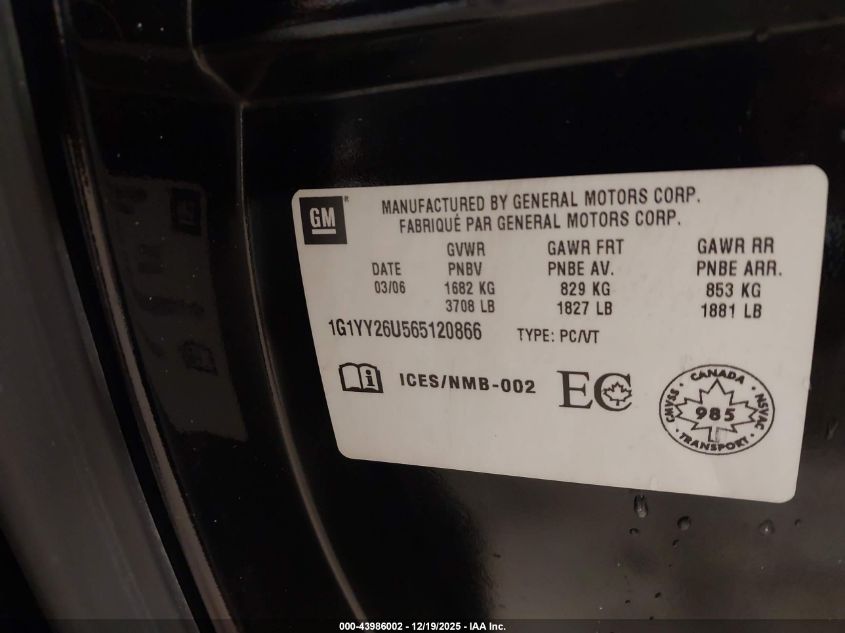 GM
MANUFACTURED BY GENERAL MOTORS CORP.
FABRIQUÉ PAR GENERAL MOTORS CORP.
GVWR GAWR FRT GAWR RR
DATE PNBV PNBE AV. PNBE ARR.
03/06 1682 KG 829 KG 853 KG
3708 LB 1827 LB 1881 LB
1G1YY26U565120866 TYPE: PC/VT
i ICES/NMB-002 EC
CANADA
CMVSS 985 NSVAC
TRANSPORT
000-43986002 - 12/19/2025 - IAA Inc.